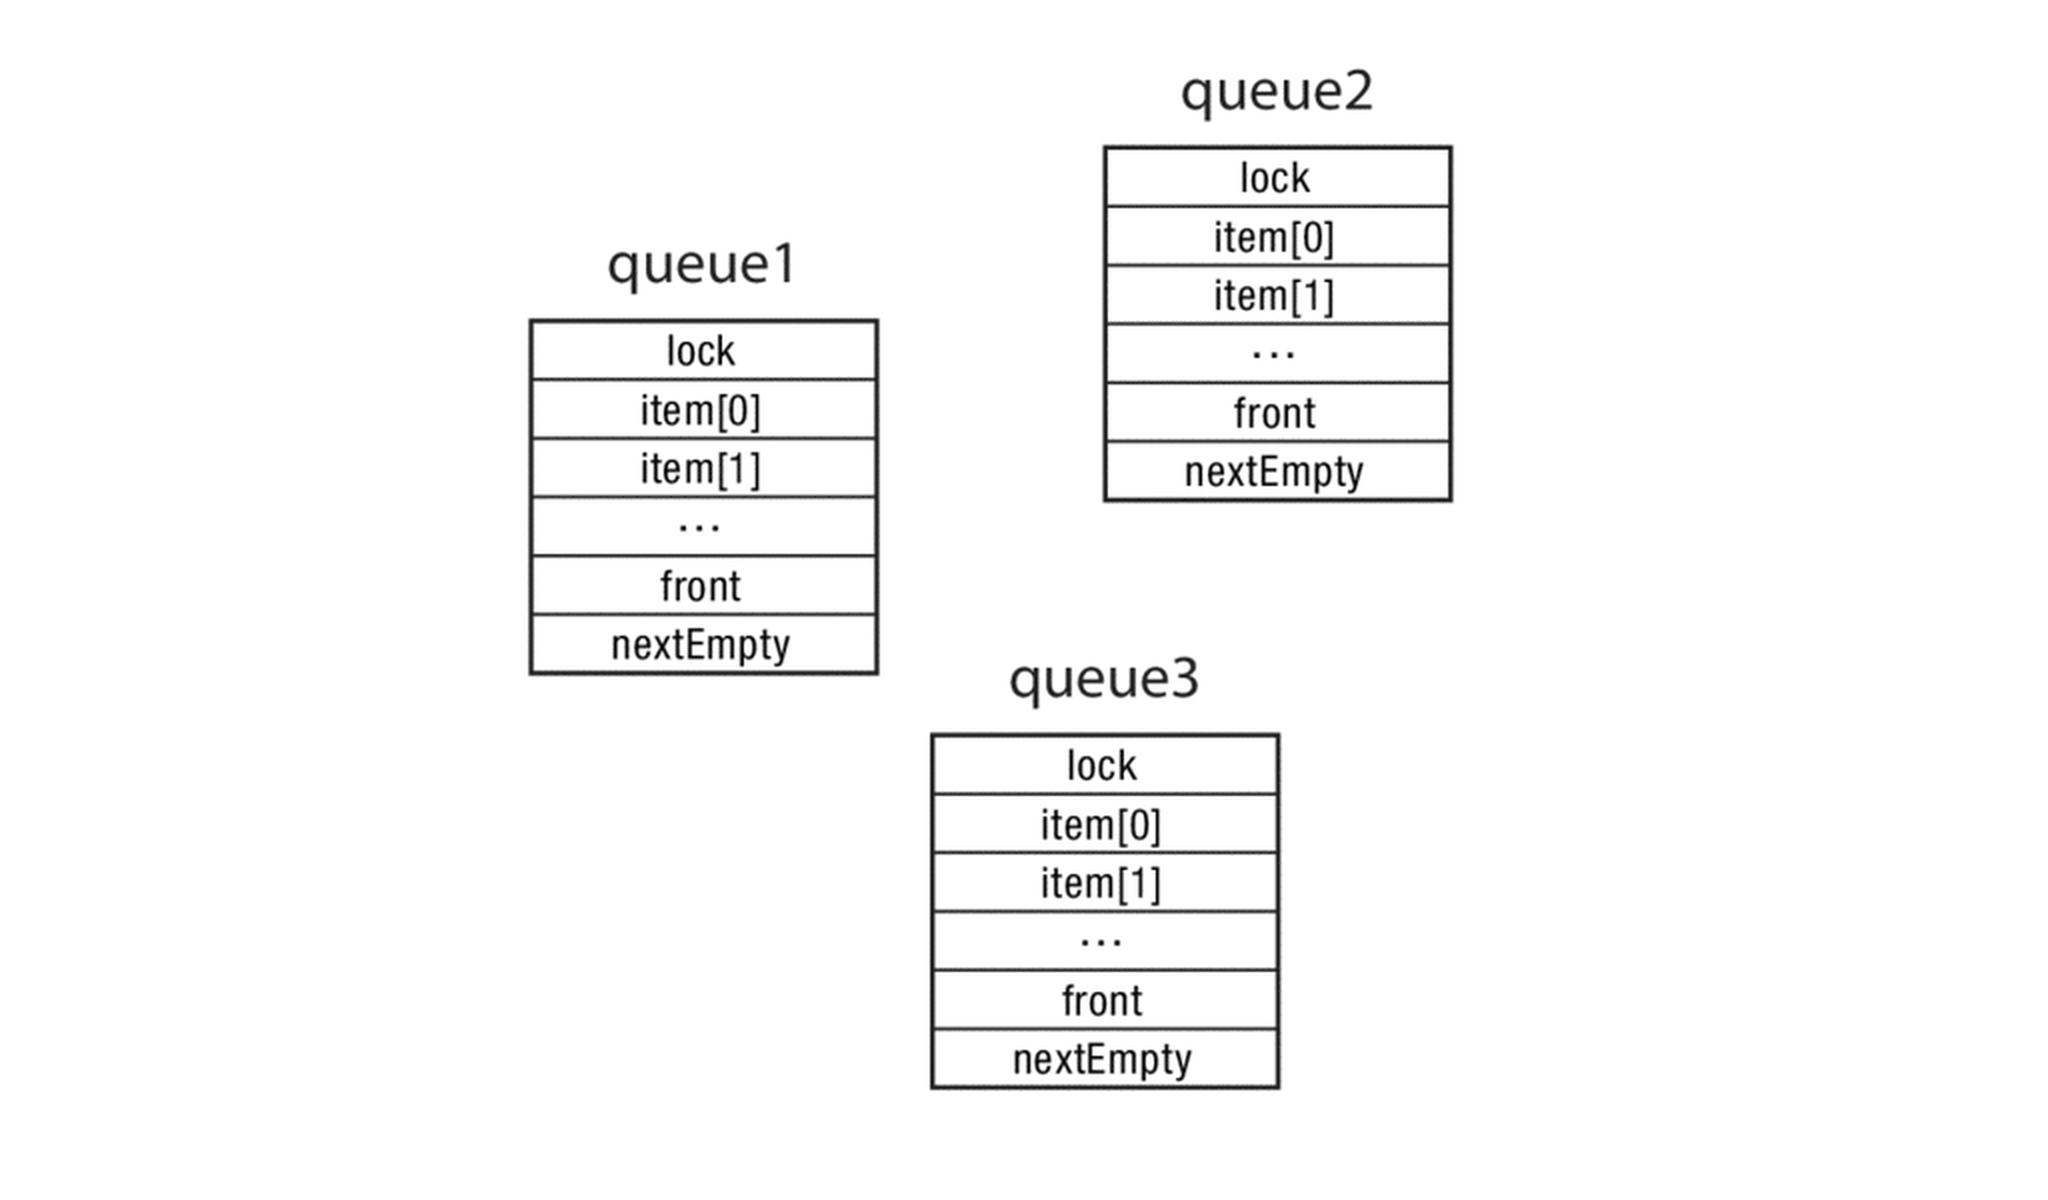 queue1
lock
item[0]
item[1]
...
front
nextEmpty
queue2
lock
item[0]
item[1]
...
front
nextEmpty
queue3
lock
item[0]
item[1]
...
front
nextEmpty